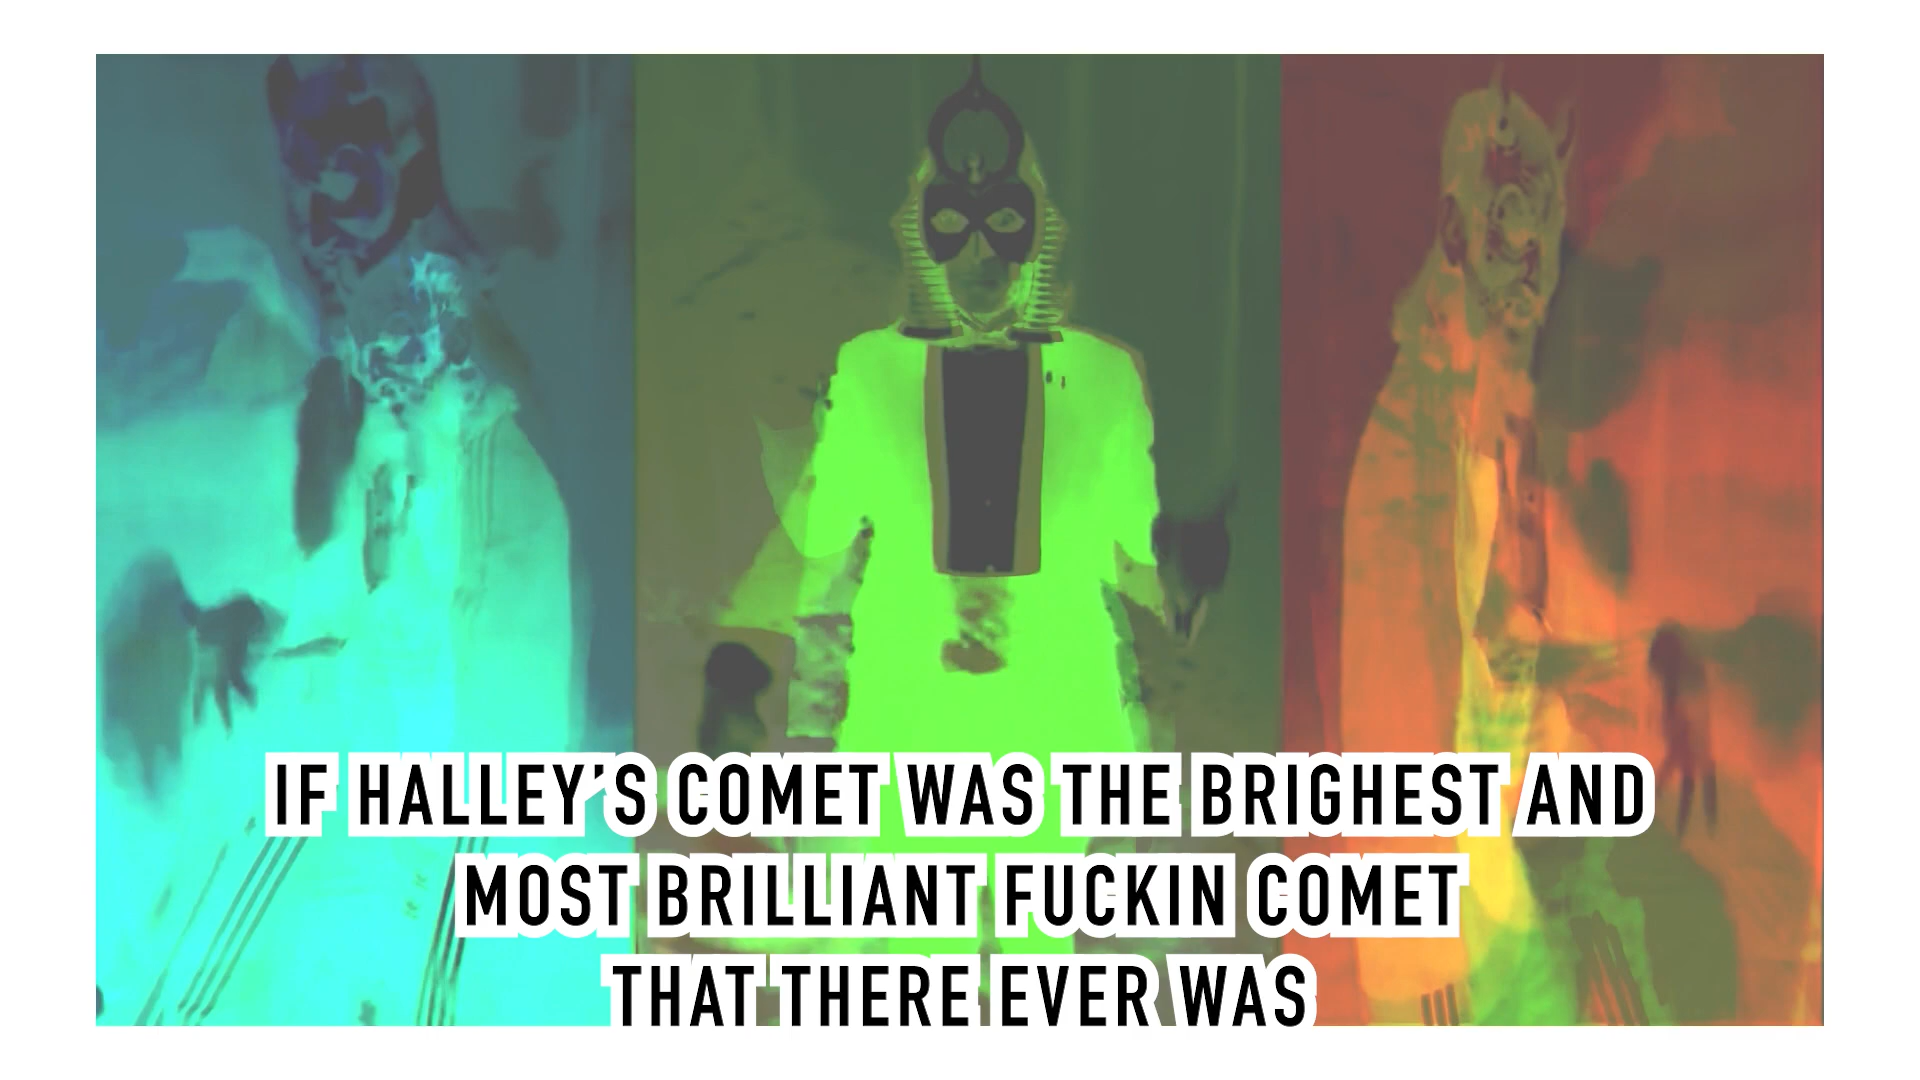 IF HALLEY’S COMET WAS THE BRIGHEST AND
MOST BRILLIANT FUCKIN COMET
THAT THERE EVER WAS